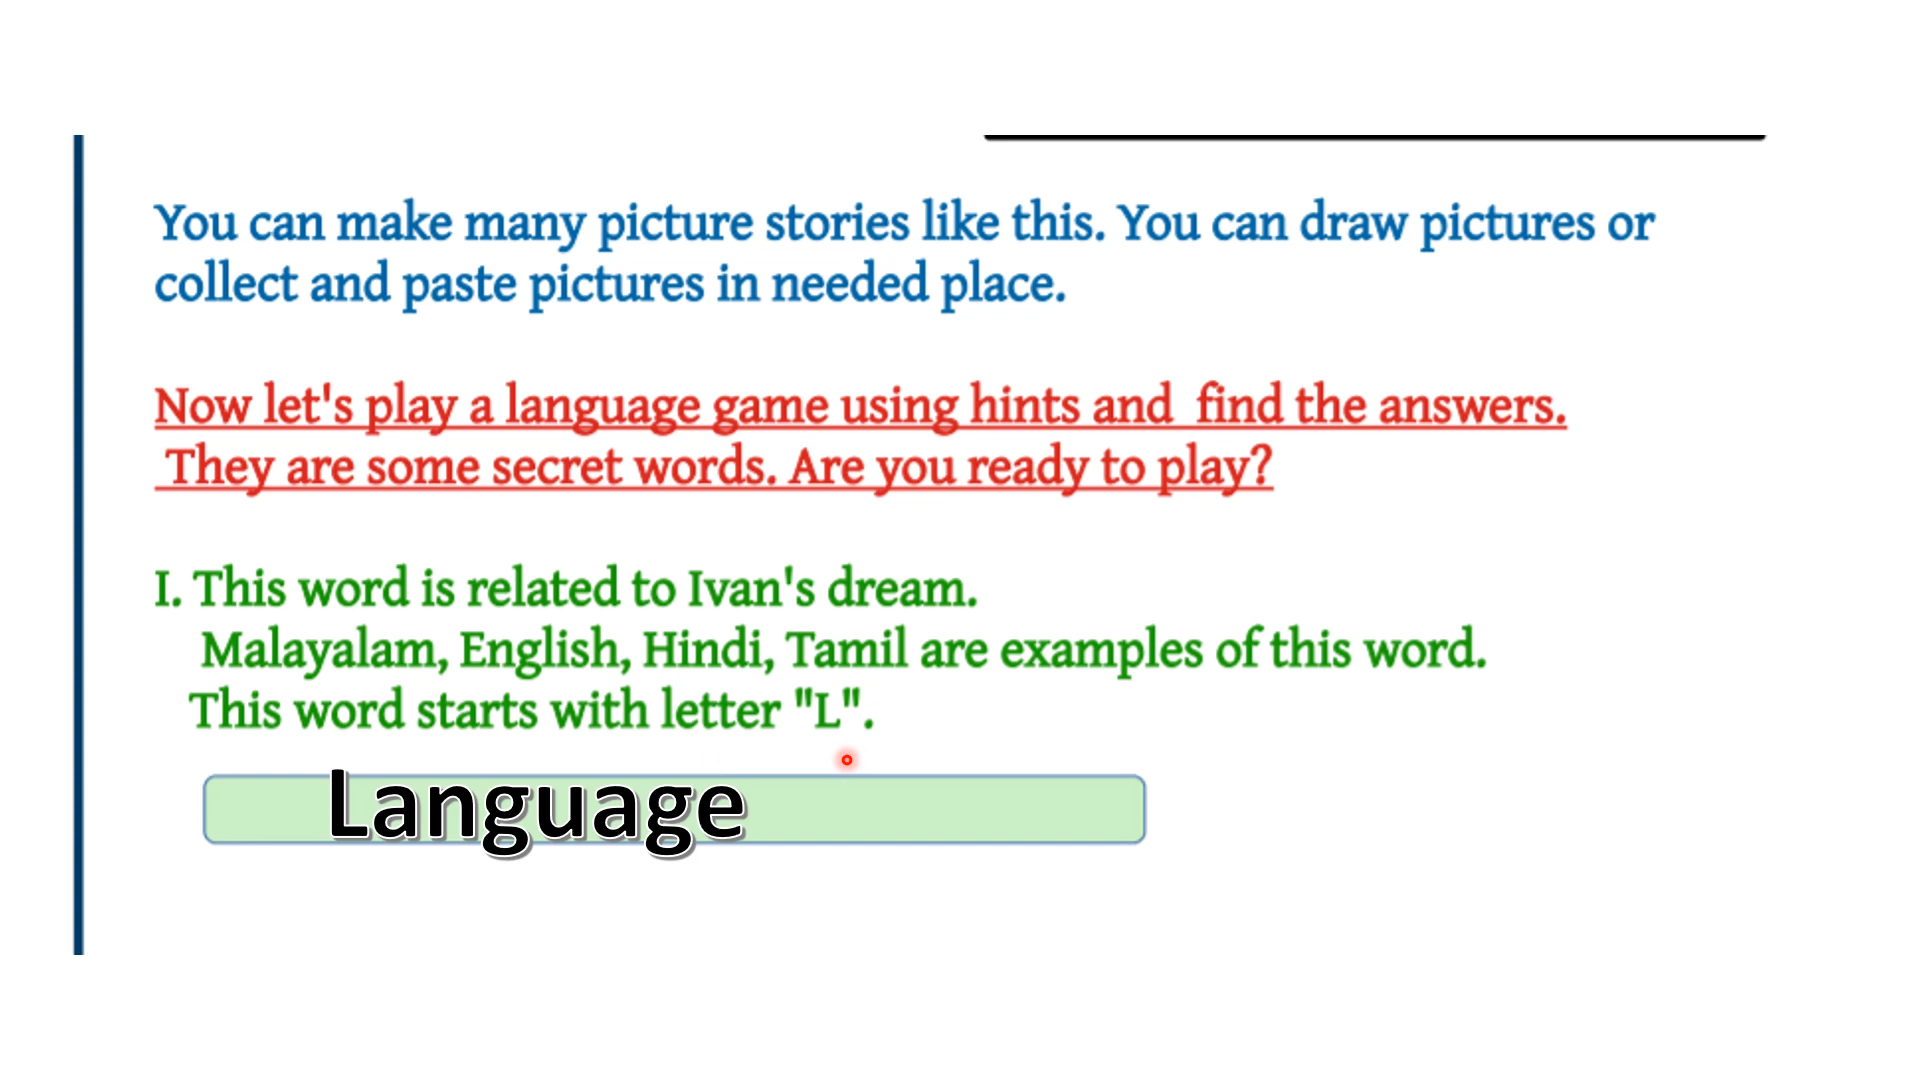 You can make many picture stories like this. You can draw pictures or
collect and paste pictures in needed place.
Now let's play a language game using hints and find the answers.
They are some secret words. Are you ready to play?
I. This word is related to Ivan's dream.
Malayalam, English, Hindi, Tamil are examples of this word.
This word starts with letter "L".
Language